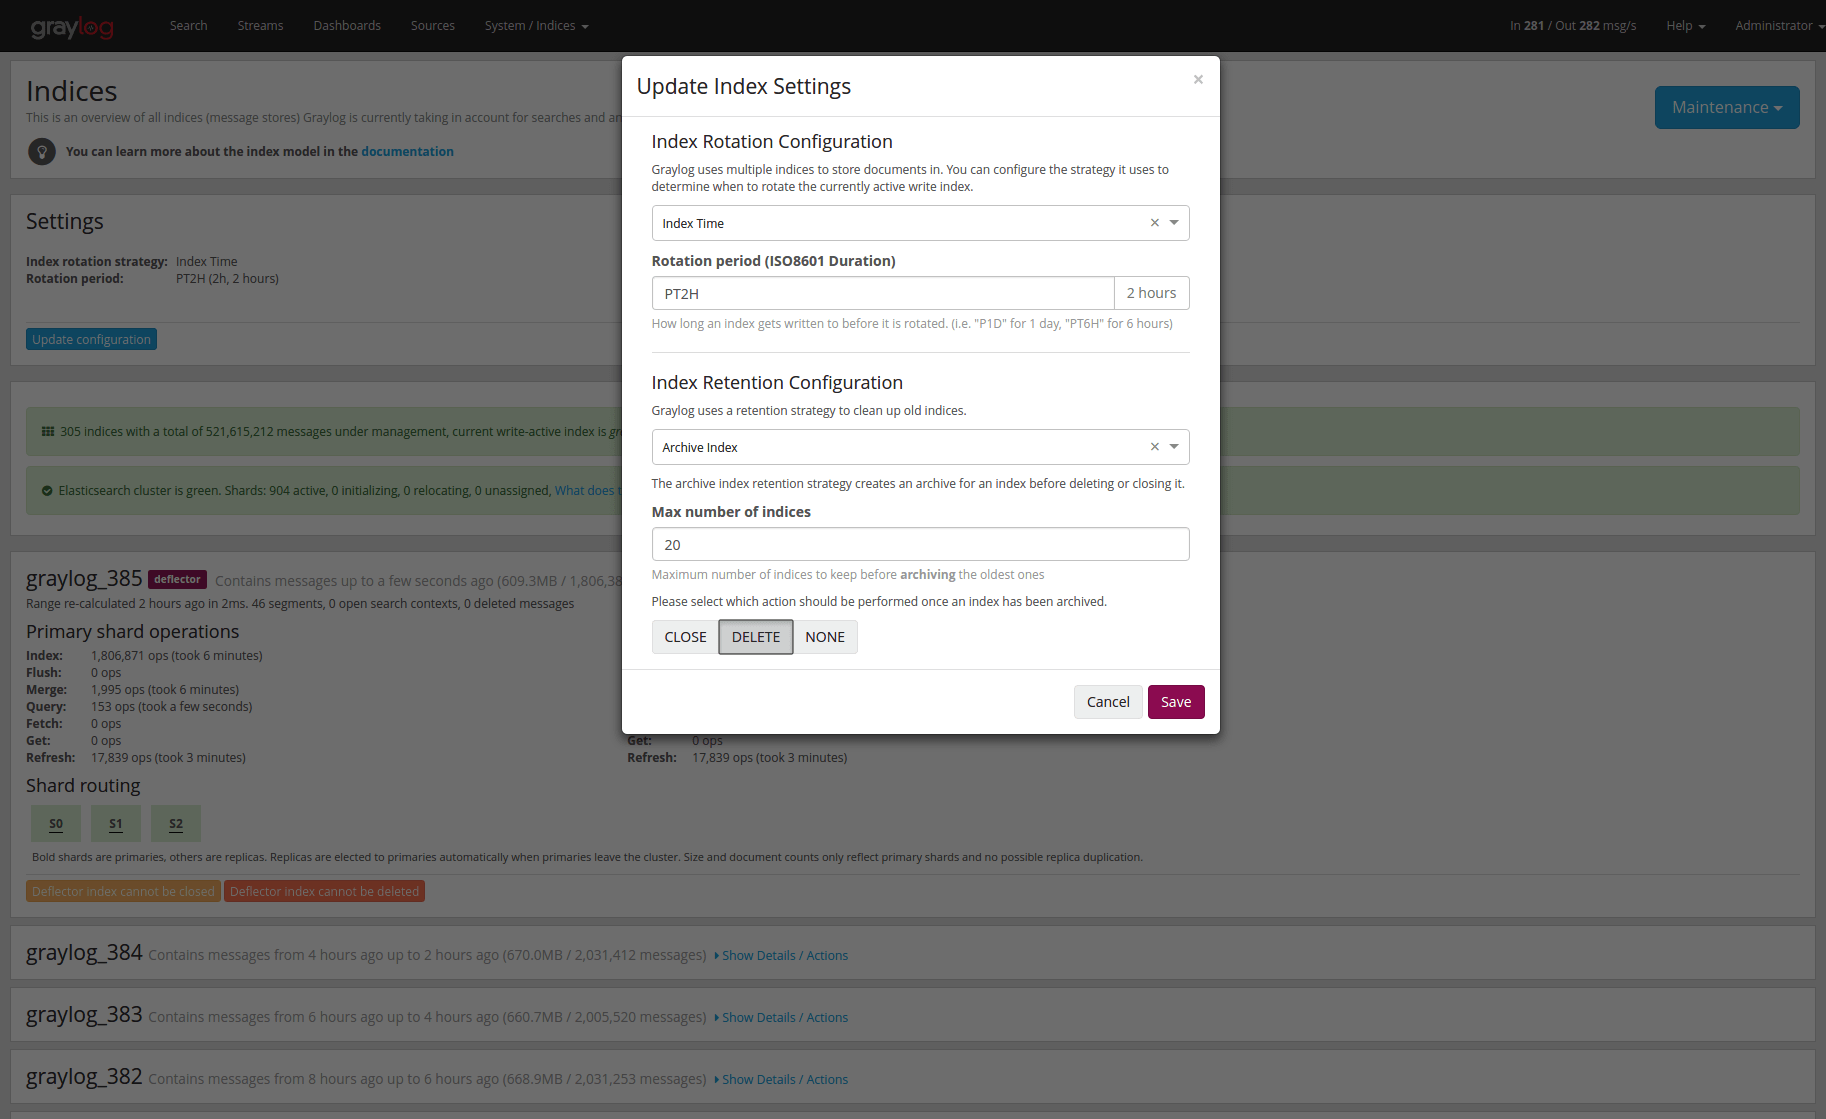 graylog
Search
Streams
Dashboards
Sources
System / Indices
In 281 / Out 282 msg/s
Help
Administrator
Indices
This is an overview of all indices (message stores) Graylog is currently taking in account for searches and
You can learn more about the index model in the documentation
Maintenance
Settings
Index rotation strategy: Index Time
Rotation period: PT2H (2h, 2 hours)
Update configuration
305 indices with a total of 521,615,212 messages under management, current write-active index is
Elasticsearch cluster is green. Shards: 904 active, 0 initializing, 0 relocating, 0 unassigned, What does
graylog_385 deflector Contains messages up to a few seconds ago (609.3MB / 1,806,38
Range re-calculated 2 hours ago in 2ms. 46 segments, 0 open search contexts, 0 deleted messages
Primary shard operations
Index: 1,806,871 ops (took 6 minutes)
Flush: 0 ops
Merge: 1,995 ops (took 6 minutes)
Query: 153 ops (took a few seconds)
Fetch: 0 ops
Get: 0 ops
Refresh: 17,839 ops (took 3 minutes)
Get: 0 ops
Refresh: 17,839 ops (took 3 minutes)
Shard routing
S0 S1 S2
Bold shards are primaries, others are replicas. Replicas are elected to primaries automatically when primaries leave the cluster. Size and document counts only reflect primary shards and no possible replica duplication.
Deflector index cannot be closed Deflector index cannot be deleted
graylog_384 Contains messages from 4 hours ago up to 2 hours ago (670.0MB / 2,031,412 messages) Show Details / Actions
graylog_383 Contains messages from 6 hours ago up to 4 hours ago (660.7MB / 2,005,520 messages) Show Details / Actions
graylog_382 Contains messages from 8 hours ago up to 6 hours ago (668.9MB / 2,031,253 messages) Show Details / Actions
Update Index Settings ×
Index Rotation Configuration
Graylog uses multiple indices to store documents in. You can configure the strategy it uses to
determine when to rotate the currently active write index.
Index Time ×
Rotation period (ISO8601 Duration)
PT2H 2 hours
How long an index gets written to before it is rotated. (i.e. "P1D" for 1 day, "PT6H" for 6 hours)
Index Retention Configuration
Graylog uses a retention strategy to clean up old indices.
Archive Index ×
The archive index retention strategy creates an archive for an index before deleting or closing it.
Max number of indices
20
Maximum number of indices to keep before archiving the oldest ones
Please select which action should be performed once an index has been archived.
CLOSE DELETE NONE
Cancel Save